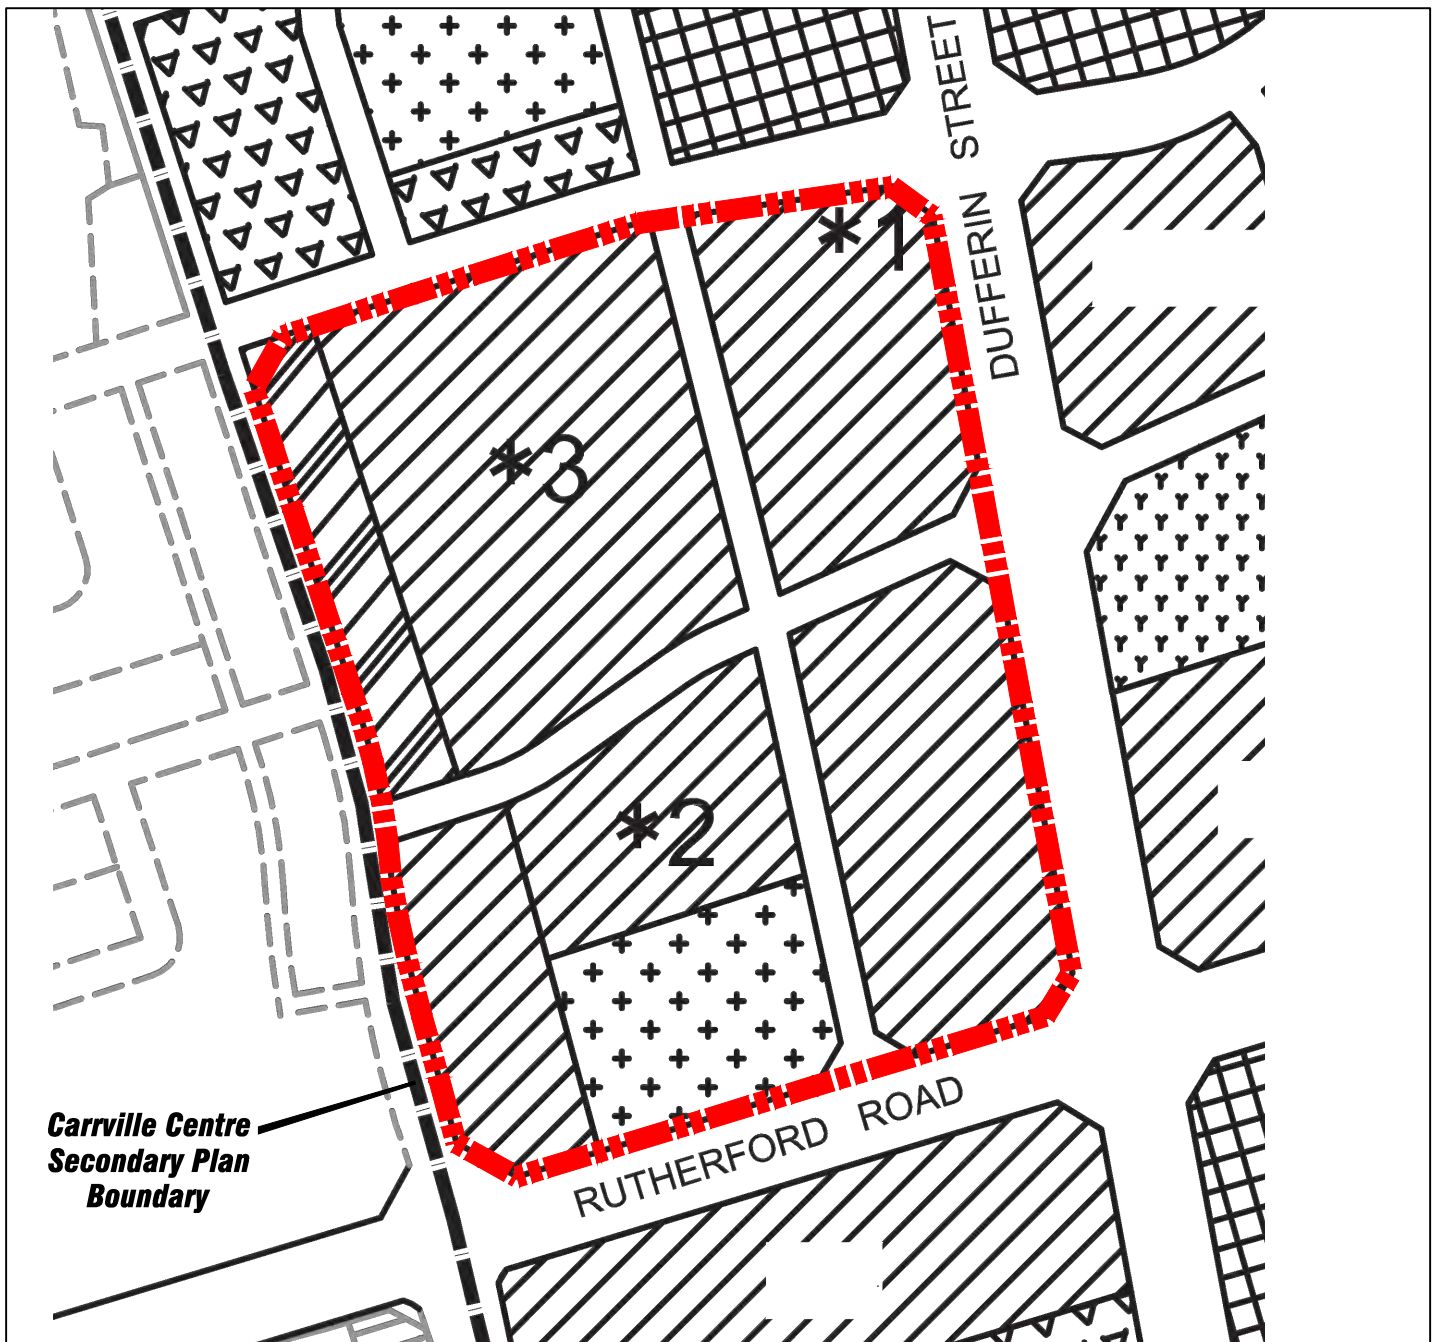 DUFFERIN STREET
*1
*3
*2
RUTHERFORD ROAD
Carrville Centre
Secondary Plan
Boundary